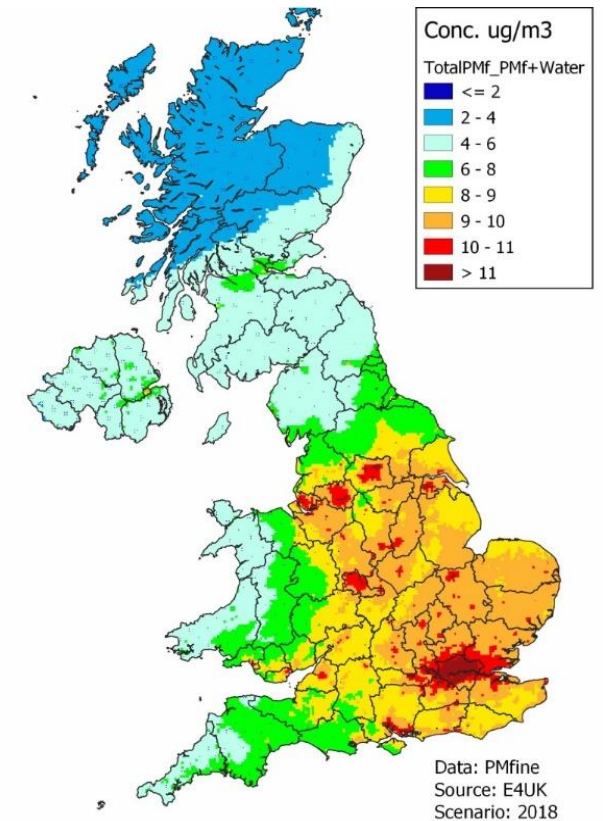 Conc. ug/m3
TotalPMf_PMf+Water
<= 2
2 - 4
4 - 6
6 - 8
8 - 9
9 - 10
10 - 11
> 11
Data: PMfine
Source: E4UK
Scenario: 2018